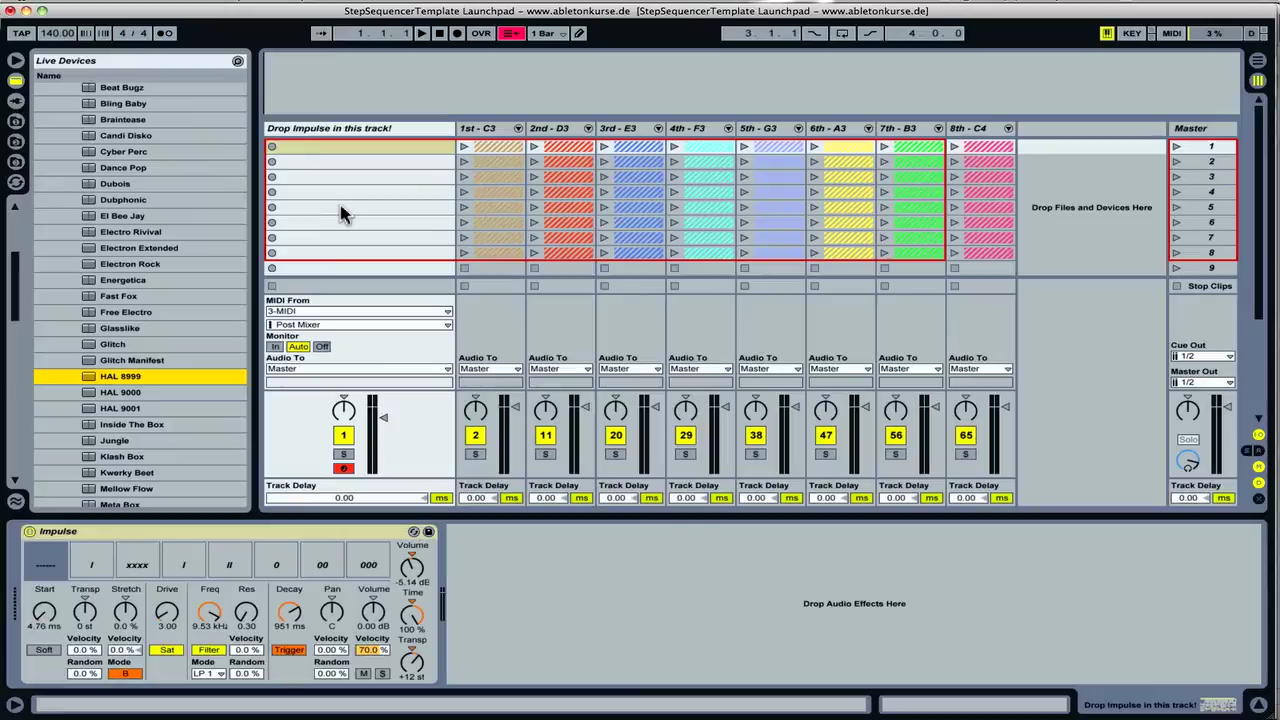 StepSequencerTemplate Launchpad - www.abletonkurse.de [StepSequencerTemplate Launchpad - www.abletonkurse.de]
TAP 140.00 4 / 4 1. 1. 1 OVR 1 Bar 3. 1. 1 4. 0. 0 KEY MIDI 3 % D
Live Devices
Name
Beat Bugz
Bling Baby
Braintease
Candi Disko
Cyber Perc
Dance Pop
Dubois
Dubphonic
El Bee Jay
Electro Rivival
Electron Extended
Electron Rock
Energetica
Fast Fox
Free Electro
Glasslike
Glitch
Glitch Manifest
HAL 8999
HAL 9000
HAL 9001
Inside The Box
Jungle
Klash Box
Kwerky Beet
Mellow Flow
Meta Box
Drop Impulse in this track! 1st - C3 2nd - D3 3rd - E3 4th - F3 5th - G3 6th - A3 7th - B3 8th - C4 Master
1
2
3
4
Drop Files and Devices Here 5
6
7
8
9
Stop Clips
MIDI From
3-MIDI
Post Mixer
Monitor
In Auto Off
Audio To Audio To Audio To Audio To Audio To Audio To Audio To Audio To Audio To
Master Master Master Master Master Master Master Master Master
Cue Out
1/2
Master Out
1/2
1 2 11 20 29 38 47 56 65
S S S S S S S S S Solo
Track Delay Track Delay Track Delay Track Delay Track Delay Track Delay Track Delay Track Delay Track Delay Track Delay
0.00 ms 0.00 ms 0.00 ms 0.00 ms 0.00 ms 0.00 ms 0.00 ms 0.00 ms 0.00 ms 0.00 ms
Impulse
------ I xxxx I II 0 00 000
Volume
-5.14 dB
Time
100 %
Transp
+12 st
Start Transp Stretch Drive Freq Res Decay Pan Volume
4.76 ms 0 st 0.0 % 3.00 9.53 kHz 0.30 951 ms C 0.00 dB
Velocity Velocity Velocity Velocity Velocity Velocity
Soft 0.0 % 0.0 % Sat Filter 0.0 % Trigger 0.00 % 70.0 %
Random Mode Mode Random Random
0.0 % B LP 1 0.0 % 0.00 % M S
Drop Audio Effects Here
Drop Impulse in this track!